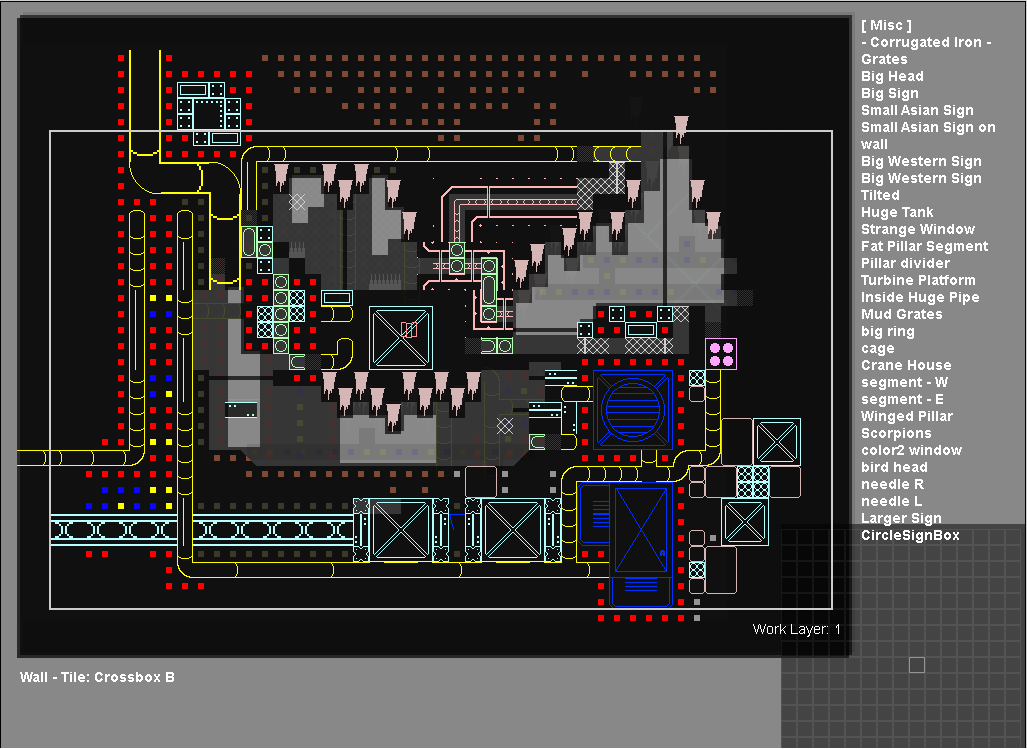 [ Misc ]
- Corrugated Iron -
Grates
Big Head
Big Sign
Small Asian Sign
Small Asian Sign on
wall
Big Western Sign
Big Western Sign
Tilted
Huge Tank
Strange Window
Fat Pillar Segment
Pillar divider
Turbine Platform
Inside Huge Pipe
Mud Grates
big ring
cage
Crane House
segment - W
segment - E
Winged Pillar
Scorpions
color2 window
bird head
needle R
needle L
Larger Sign
CircleSignBox
Work Layer: 1
Wall - Tile: Crossbox B